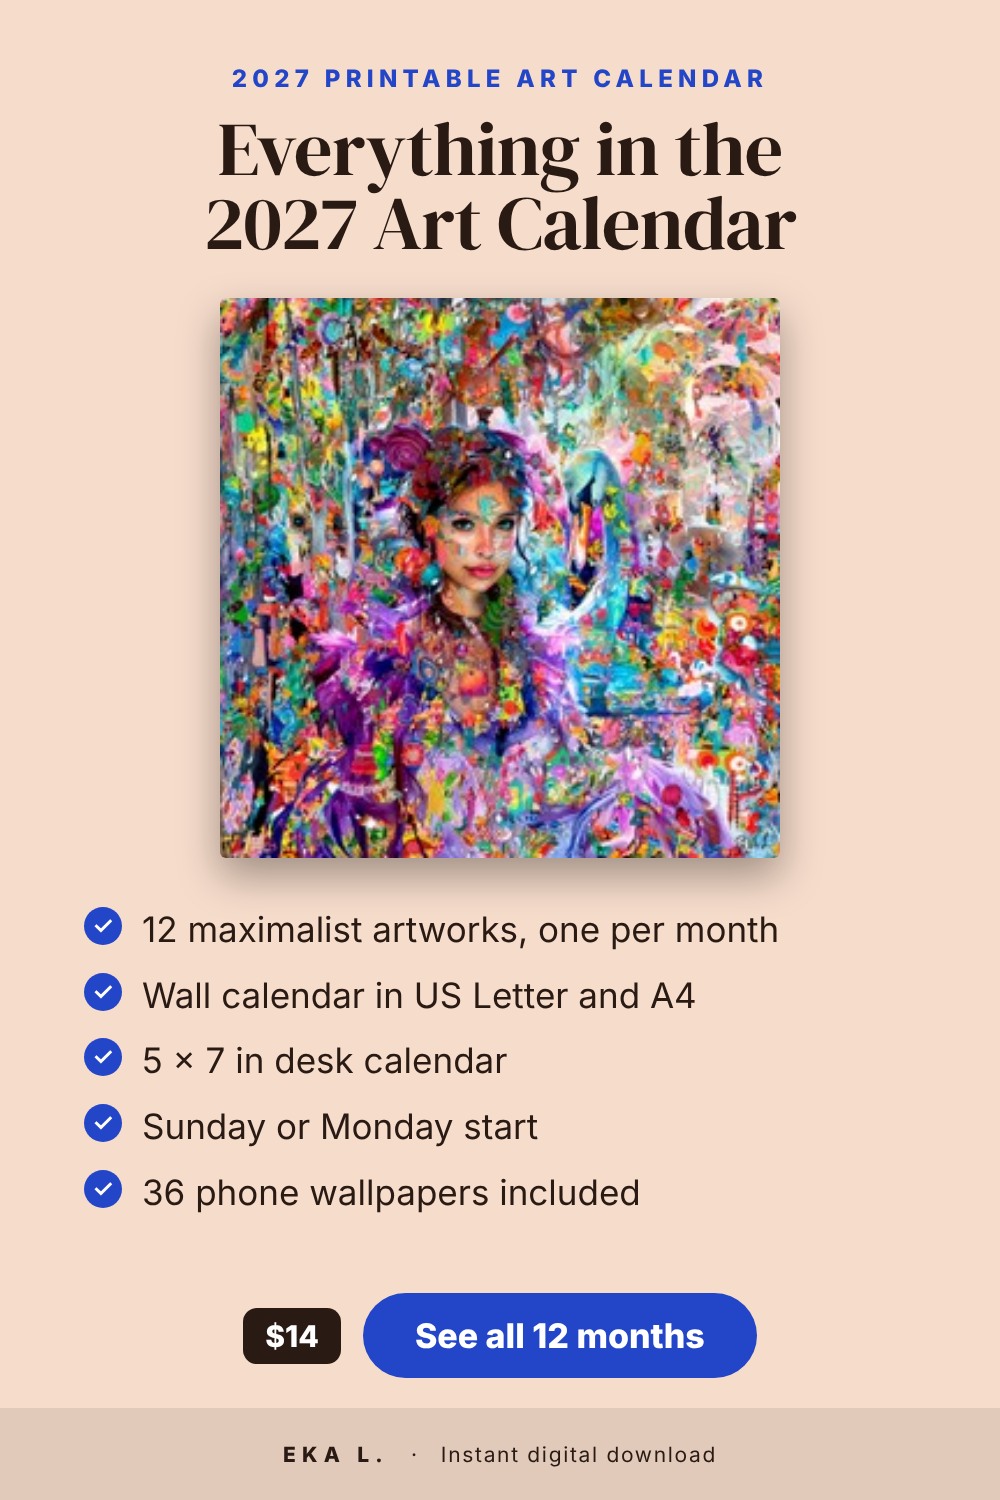 2027 PRINTABLE ART CALENDAR
Everything in the
2027 Art Calendar
12 maximalist artworks, one per month
Wall calendar in US Letter and A4
5 × 7 in desk calendar
Sunday or Monday start
36 phone wallpapers included
$14
See all 12 months
EKA L. · Instant digital download